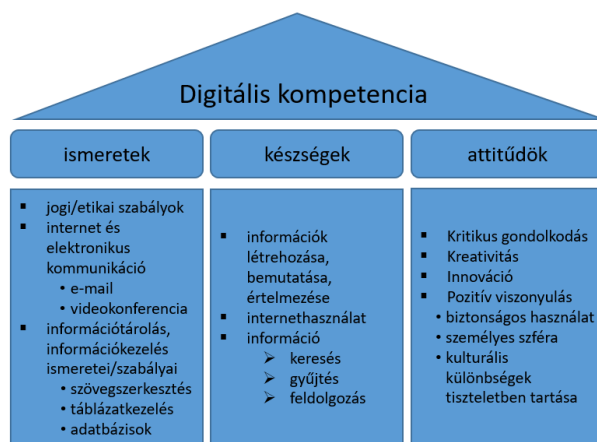 Digitális kompetencia
ismeretek
▪ jogi/etikai szabályok
▪ internet és
elektronikus
kommunikáció
• e-mail
• videokonferencia
▪ információtárolás,
információkezelés
ismeretei/szabályai
• szövegszerkesztés
• táblázatkezelés
• adatbázisok
készségek
▪ információk
létrehozása,
bemutatása,
értelmezése
▪ internethasználat
▪ információ
➢ keresés
➢ gyűjtés
➢ feldolgozás
attitűdök
▪ Kritikus gondolkodás
▪ Kreativitás
▪ Innováció
▪ Pozitív viszonyulás
• biztonságos használat
• személyes szféra
• kulturális
különbségek
tiszteletben tartása